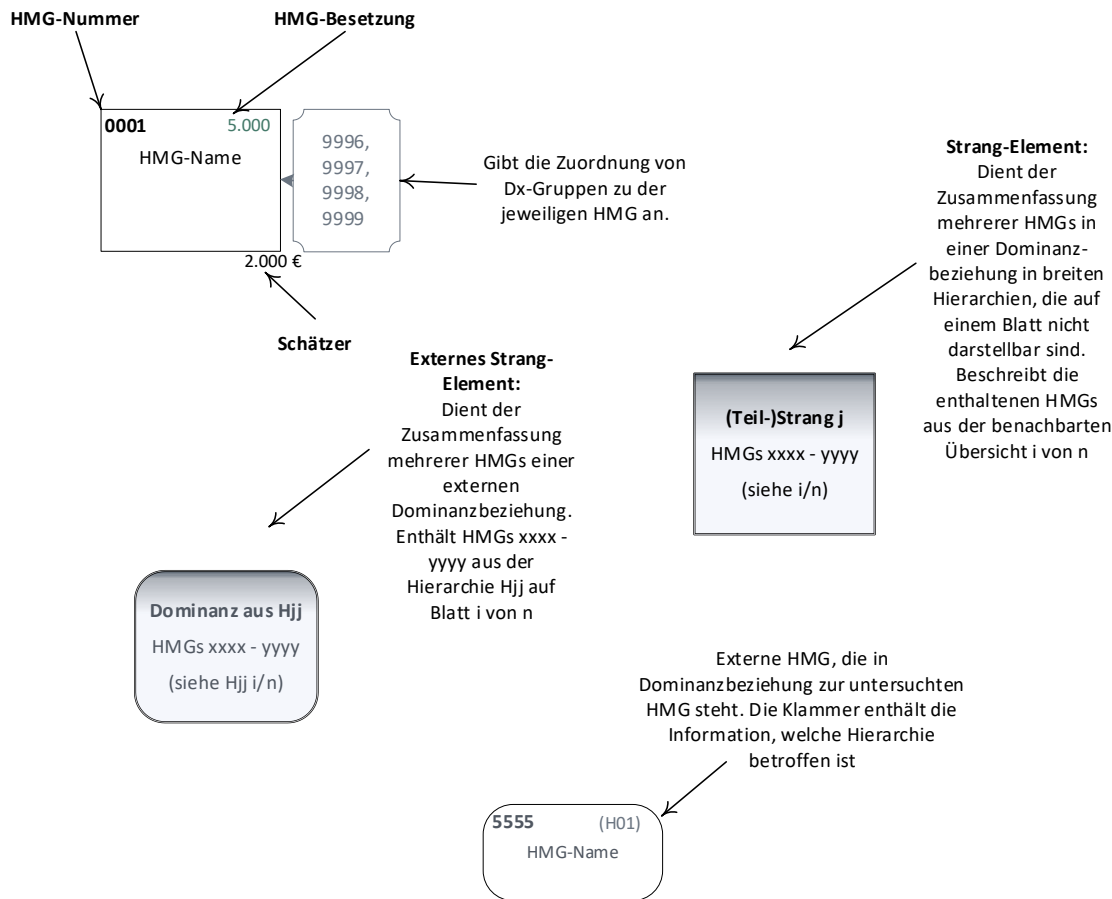 HMG-Nummer
HMG-Besetzung
0001
5.000
HMG-Name
2.000 €
9996,
9997,
9998,
9999
Gibt die Zuordnung von
Dx-Gruppen zu der
jeweiligen HMG an.
Schätzer
Strang-Element:
Dient der
Zusammenfassung
mehrerer HMGs in
einer Dominanz-
beziehung in breiten
Hierarchien, die auf
einem Blatt nicht
darstellbar sind.
Beschreibt die
enthaltenen HMGs
aus der benachbarten
Übersicht i von n
(Teil-)Strang j
HMGs xxxx - yyyy
(siehe i/n)
Externes Strang-
Element:
Dient der
Zusammenfassung
mehrerer HMGs einer
externen
Dominanzbeziehung.
Enthält HMGs xxxx -
yyyy aus der
Hierarchie Hjj auf
Blatt i von n
Dominanz aus Hjj
HMGs xxxx - yyyy
(siehe Hjj i/n)
Externe HMG, die in
Dominanzbeziehung zur untersuchten
HMG steht. Die Klammer enthält die
Information, welche Hierarchie
betroffen ist
5555
(H01)
HMG-Name